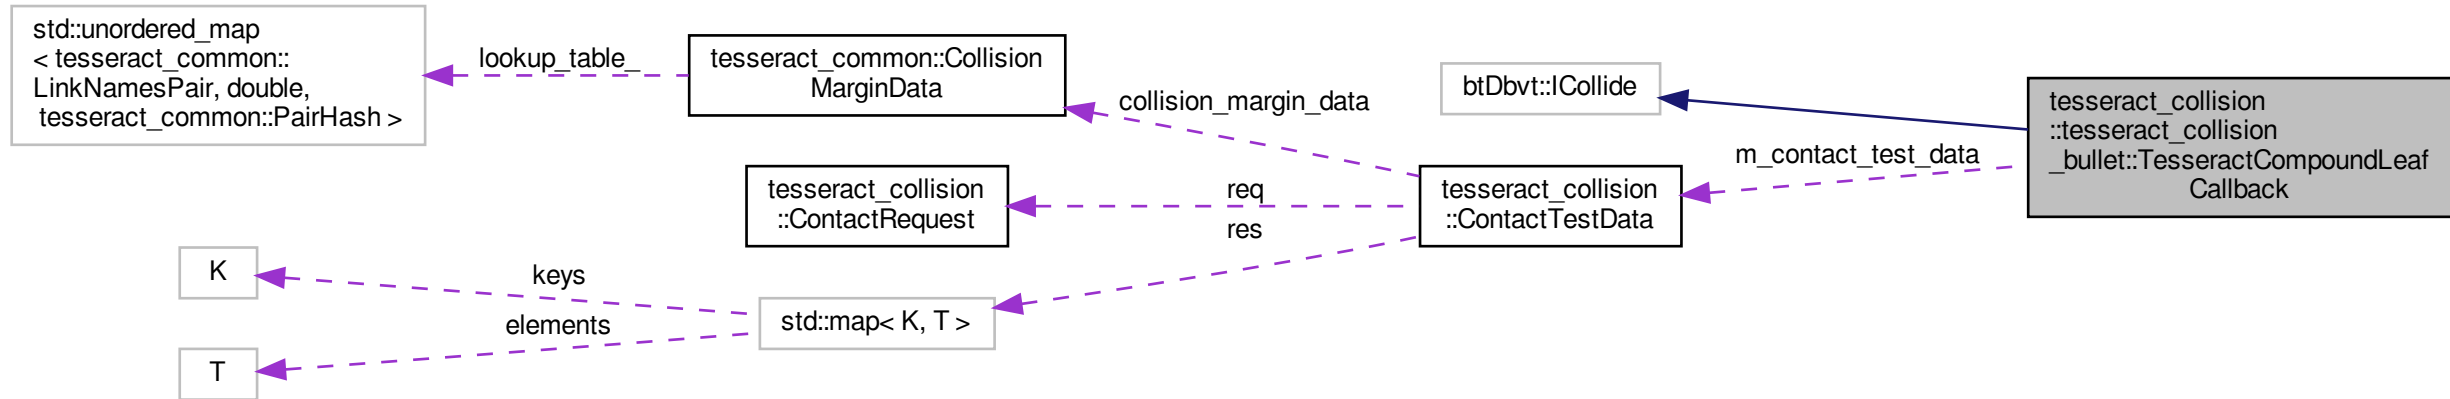 std::unordered_map
< tesseract_common::
LinkNamesPair, double,
tesseract_common::PairHash >
lookup_table_
tesseract_common::Collision
MarginData
collision_margin_data
btDbvt::ICollide
tesseract_collision
::tesseract_collision
_bullet::TesseractCompoundLeaf
Callback
m_contact_test_data
tesseract_collision
::ContactRequest
req
res
tesseract_collision
::ContactTestData
K
keys
elements
std::map< K, T >
T